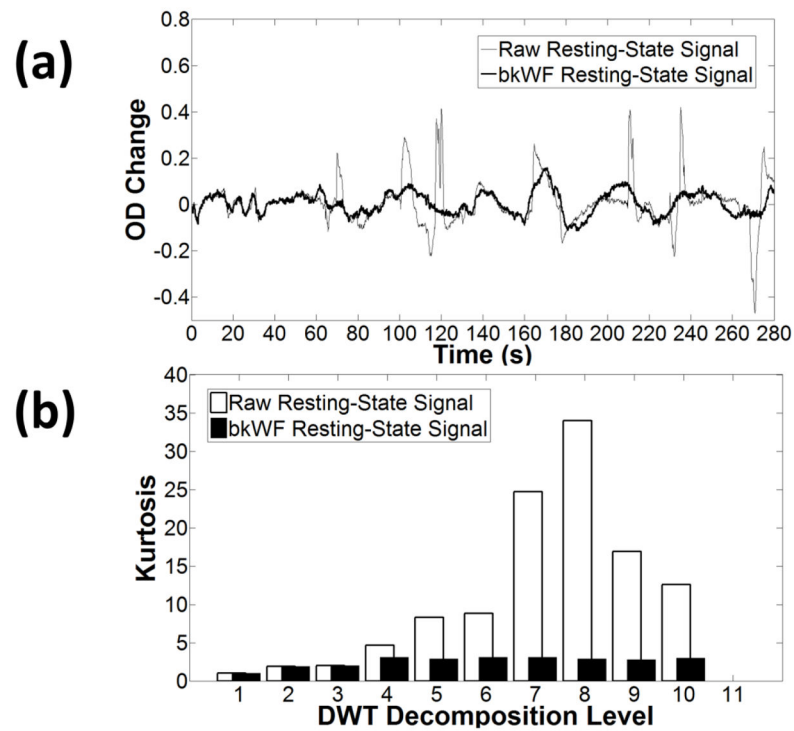 (a)
0.8
0.6
0.4
0.2
0
-0.2
-0.4
OD Change
Raw Resting-State Signal
bkWF Resting-State Signal
0 20 40 60 80 100 120 140 160 180 200 220 240 260 280
Time (s)
(b)
40
35
30
25
20
15
10
5
0
Kurtosis
Raw Resting-State Signal
bkWF Resting-State Signal
1 2 3 4 5 6 7 8 9 10 11
DWT Decomposition Level